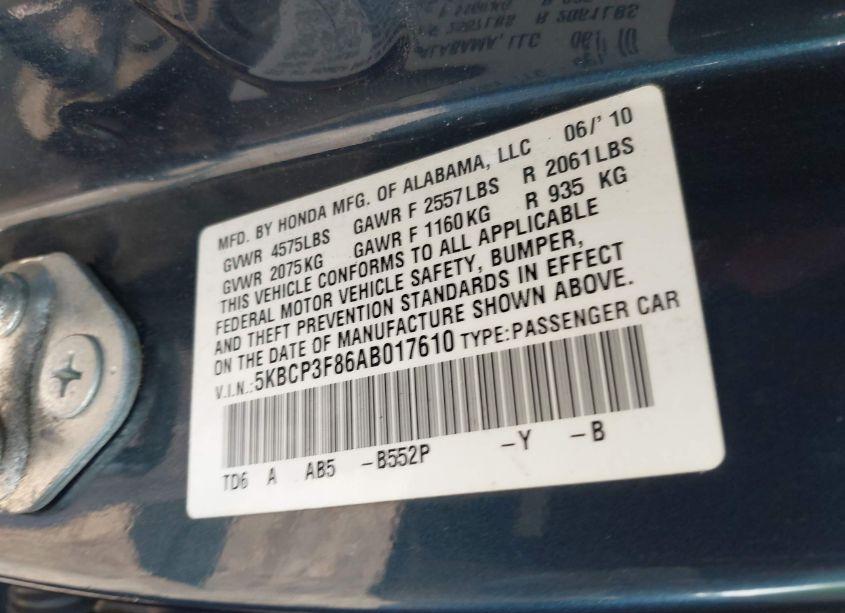 MFD. BY HONDA MFG. OF ALABAMA, LLC 06/' 10
GVWR 4575LBS GAWR F 2557LBS R 2061LBS
GVWR 2075KG GAWR F 1160KG R 935 KG
THIS VEHICLE CONFORMS TO ALL APPLICABLE
FEDERAL MOTOR VEHICLE SAFETY, BUMPER,
AND THEFT PREVENTION STANDARDS IN EFFECT
ON THE DATE OF MANUFACTURE SHOWN ABOVE.
V.I.N.:5KBCP3F86AB017610 TYPE:PASSENGER CAR
TD6 A AB5 -B552P -Y -B